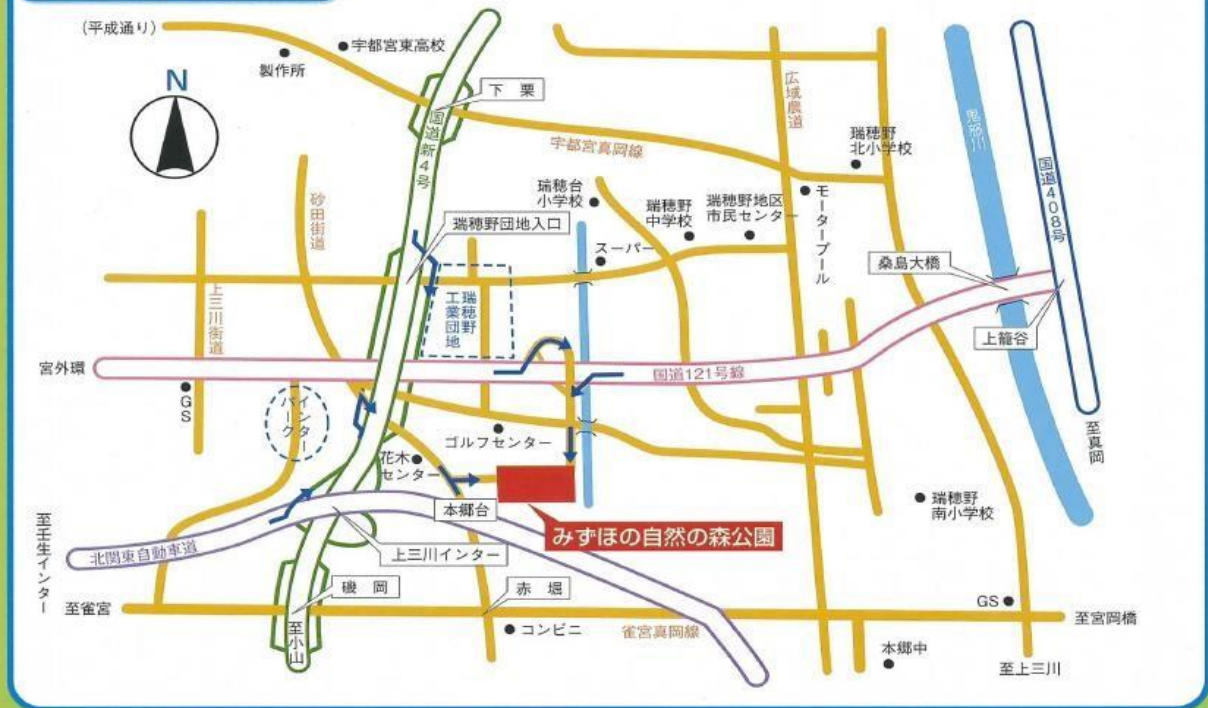 (平成通り)
宇都宮東高校
製作所
N
下栗
国道新4号
宇都宮真岡線
広域農道
瑞穂野
北小学校
鬼怒川
国道408号
砂田街道
瑞穂台
小学校
瑞穂野
中学校
瑞穂野地区
市民センター
モータープール
瑞穂野団地入口
スーパー
桑島大橋
上三川街道
瑞穂野
工業団地
上籠谷
宮外環
国道121号線
GS
インター
パーク
ゴルフセンター
至真岡
花木
センター
本郷台
瑞穂野
南小学校
みずほの自然の森公園
至壬生インター
北関東自動車道
上三川インター
磯岡
赤堀
GS
至雀宮
至宮岡橋
至小山
コンビニ
雀宮真岡線
本郷中
至上三川